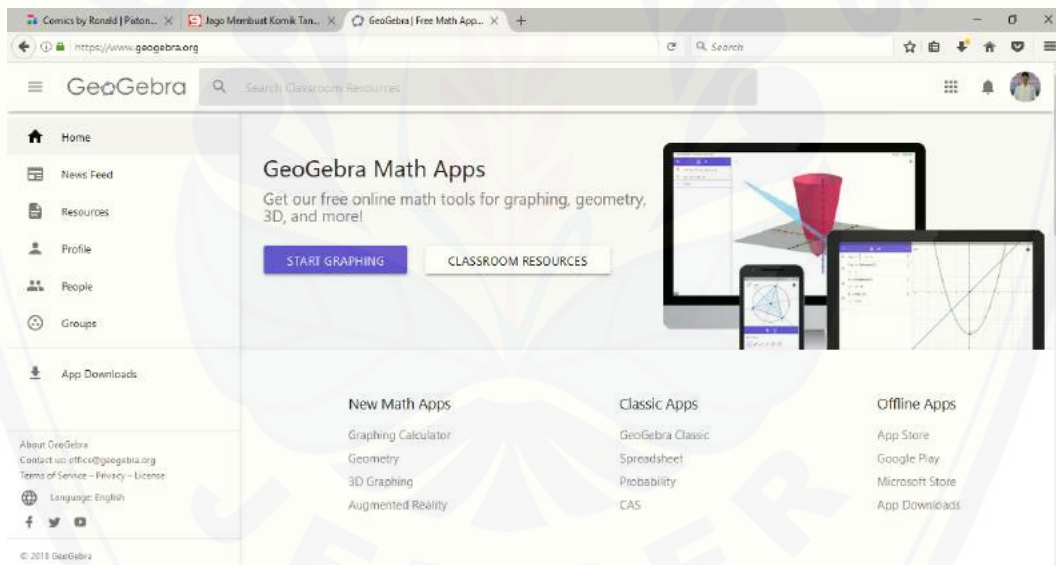 Comics by Ronald | Pixton...
Jago Membuat Komik Tan...
GeoGebra | Free Math App...
https://www.geogebra.org
Search
GeoGebra
Search Classroom Resources
Home
News Feed
Resources
Profile
People
Groups
App Downloads
About GeoGebra
Contact us: office@geogebra.org
Terms of Service – Privacy – License
Language: English
© 2018 GeoGebra
GeoGebra Math Apps
Get our free online math tools for graphing, geometry,
3D, and more!
START GRAPHING
CLASSROOM RESOURCES
New Math Apps
Graphing Calculator
Geometry
3D Graphing
Augmented Reality
Classic Apps
GeoGebra Classic
Spreadsheet
Probability
CAS
Offline Apps
App Store
Google Play
Microsoft Store
App Downloads